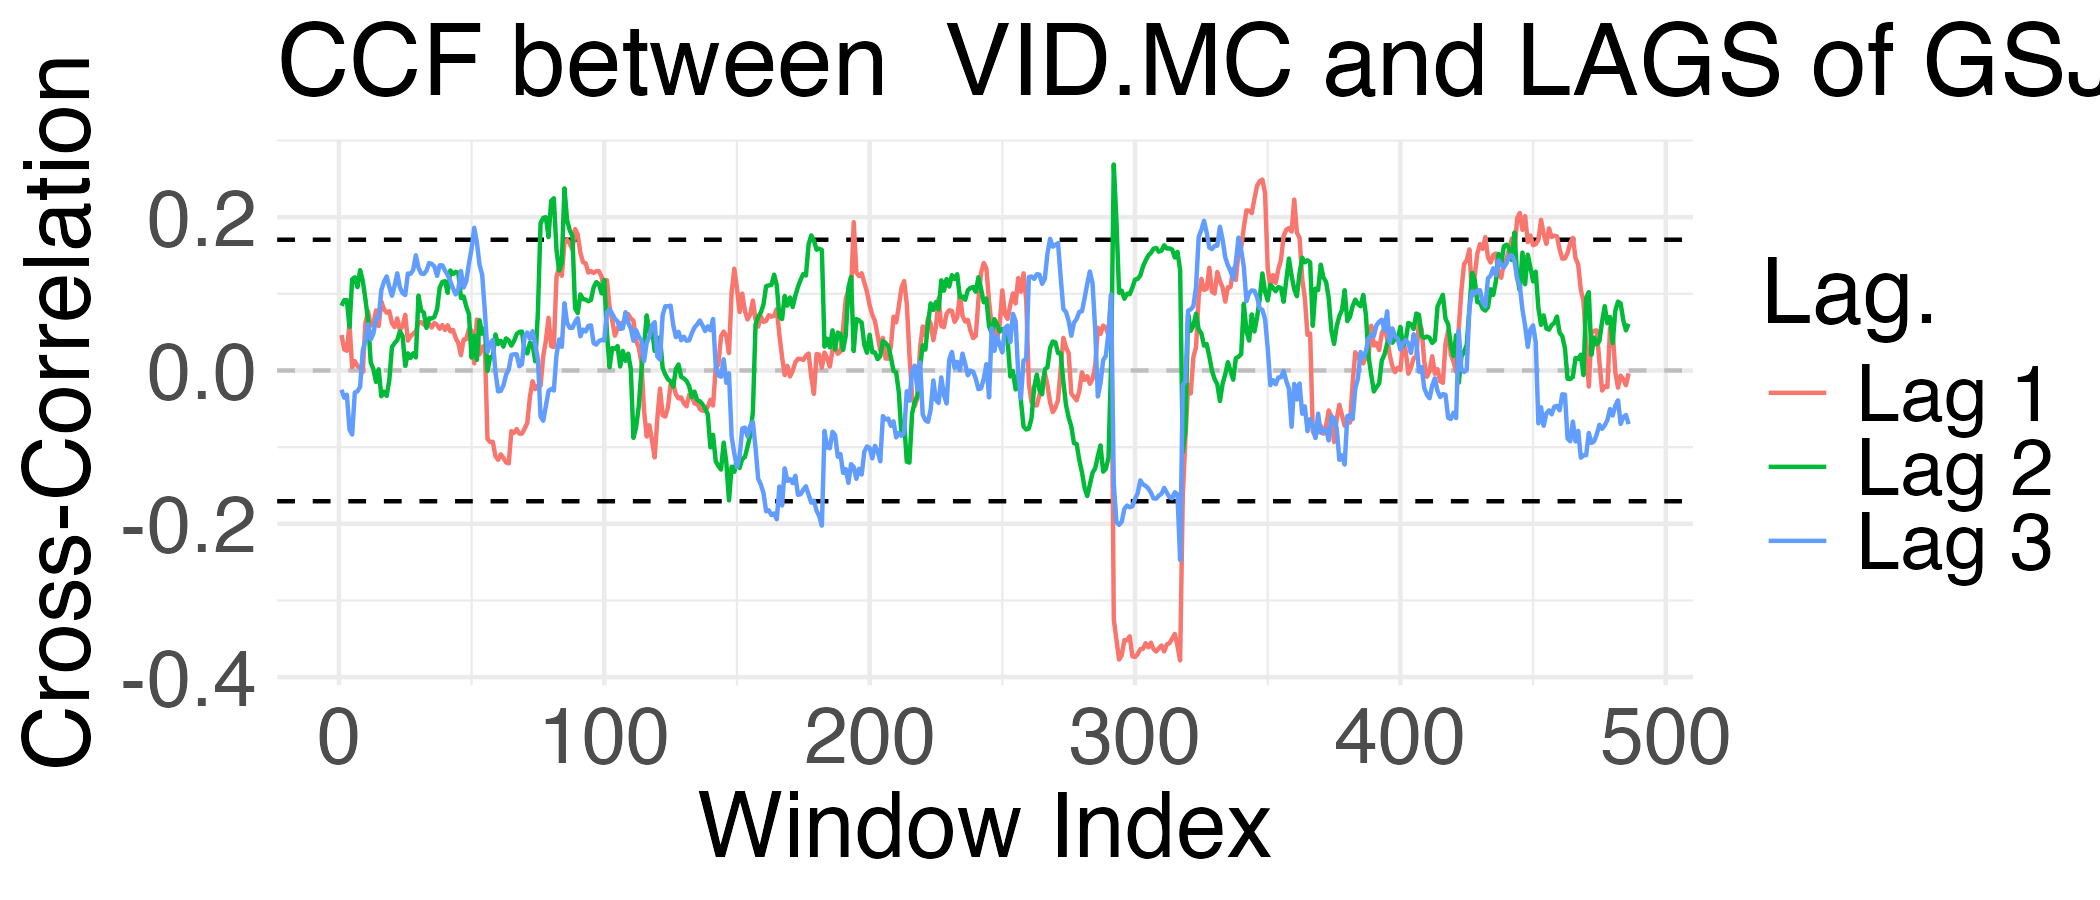 CCF between VID.MC and LAGS of GSJ
Cross-Correlation
0.2
0.0
-0.2
-0.4
0 100 200 300 400 500
Window Index
Lag.
Lag 1
Lag 2
Lag 3